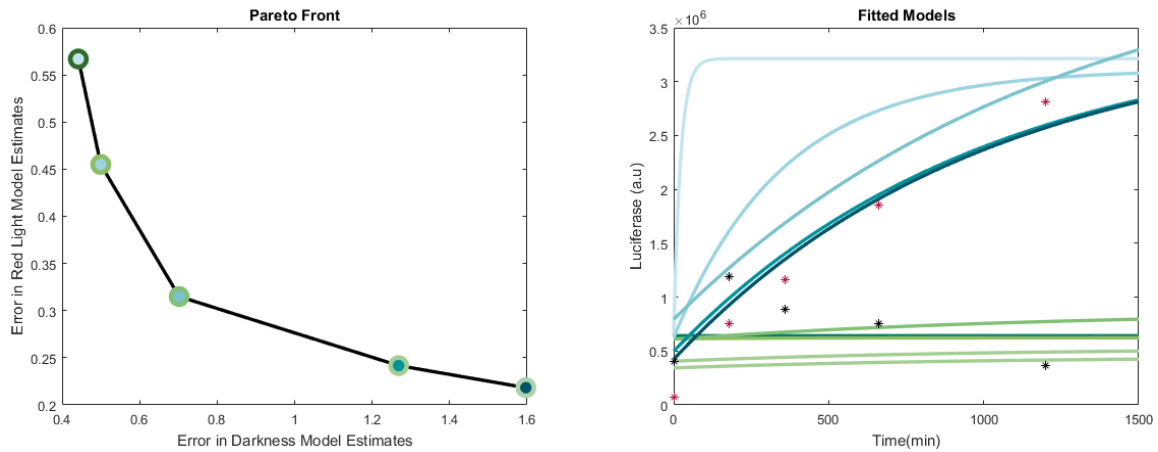 Pareto Front
0.6
0.55
0.5
0.45
0.4
0.35
0.3
0.25
0.2
Error in Red Light Model Estimates
0.4 0.6 0.8 1 1.2 1.4 1.6
Error in Darkness Model Estimates
Fitted Models
×10⁶
3.5
3
2.5
2
1.5
1
0.5
0
Luciferase (a.u)
0 500 1000 1500
Time(min)